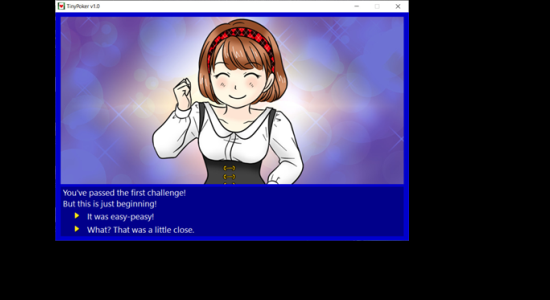 TinyPoker v1.0
You've passed the first challenge!
But this is just beginning!
It was easy-peasy!
What? That was a little close.